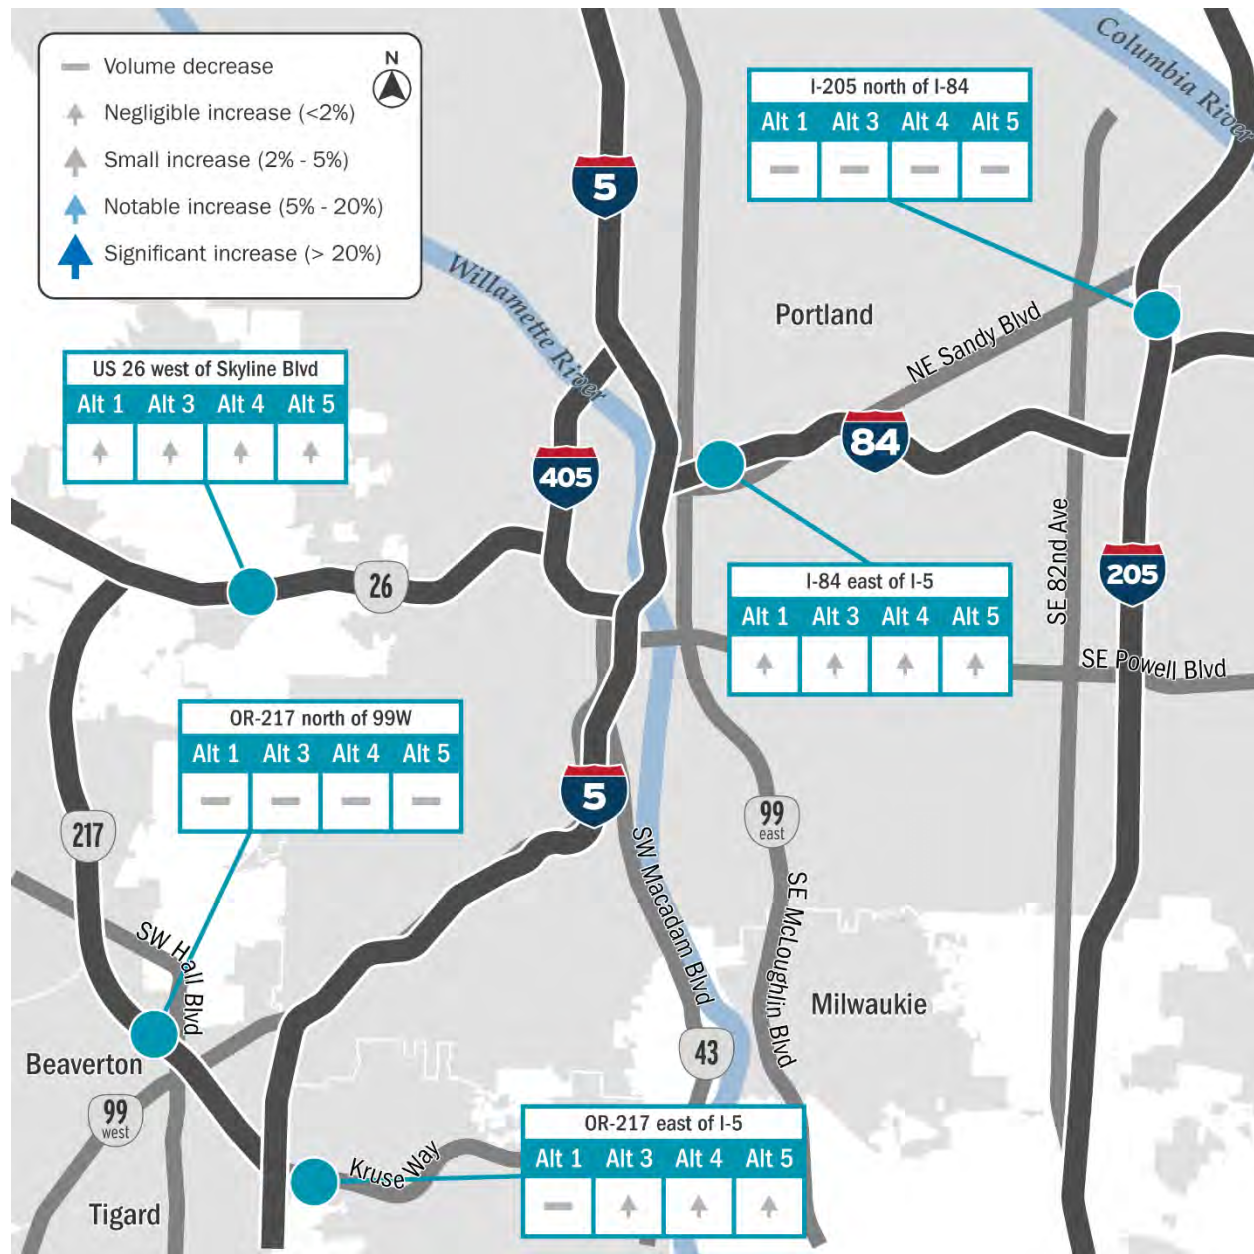 Volume decrease
N
Negligible increase (<2%)
Small increase (2% - 5%)
Notable increase (5% - 20%)
Significant increase (> 20%)
Columbia River
I-205 north of I-84
Alt 1 Alt 3 Alt 4 Alt 5
5
Willamette River
Portland
NE Sandy Blvd
US 26 west of Skyline Blvd
Alt 1 Alt 3 Alt 4 Alt 5
405
84
26
SE 82nd Ave
205
I-84 east of I-5
Alt 1 Alt 3 Alt 4 Alt 5
SE Powell Blvd
OR-217 north of 99W
Alt 1 Alt 3 Alt 4 Alt 5
5
217
99
east
SW Macadam Blvd
SE McLoughlin Blvd
SW Hall Blvd
Milwaukie
43
Beaverton
99
west
OR-217 east of I-5
Alt 1 Alt 3 Alt 4 Alt 5
Kruse Way
Tigard